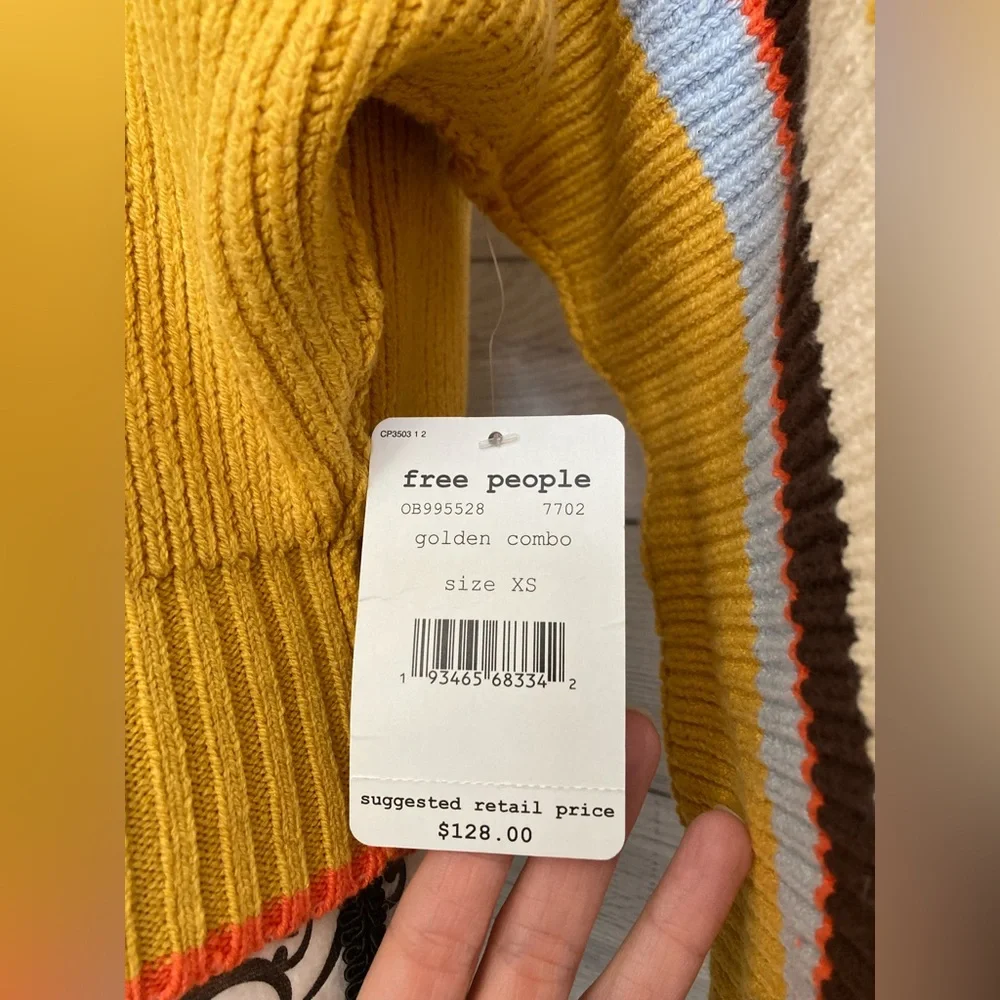 CP3503 1 2
free people
OB995528 7702
golden combo
size XS
1 93465 68334 2
suggested retail price
$128.00